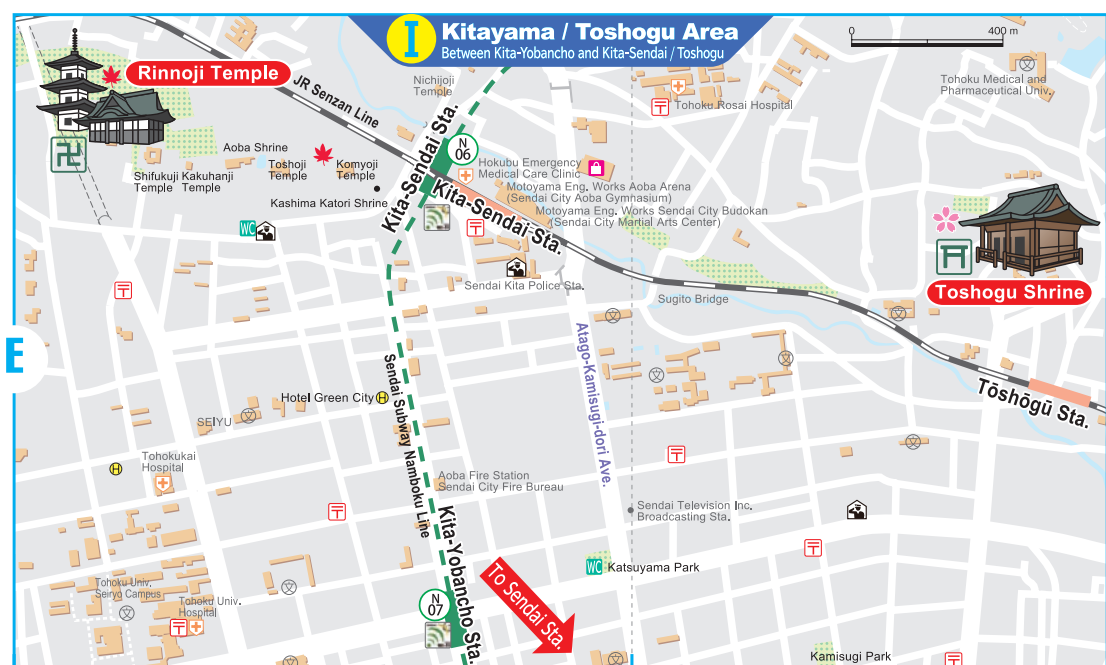 I
Kitayama / Toshogu Area
Between Kita-Yobancho and Kita-Sendai / Toshogu
0
400 m
Rinnoji Temple
JR Senzan Line
Nichijoji
Temple
Kita-Sendai Sta.
N
06
Tohoku Rosai Hospital
Tohoku Medical and
Pharmaceutical Univ.
Aoba Shrine
Shifukuji
Temple
Kakuhanji
Temple
Toshoji
Temple
Komyoji
Temple
Kashima Katori Shrine
Hokubu Emergency
Medical Care Clinic
Motoyama Eng. Works Aoba Arena
(Sendai City Aoba Gymnasium)
Motoyama Eng. Works Sendai City Budokan
(Sendai City Martial Arts Center)
Kita-Sendai Sta.
WC
卍
〒
文
Sendai Kita Police Sta.
Sugito Bridge
Toshogu Shrine
Tōshōgū Sta.
E
Atago-Kamisugi-dori Ave.
Sendai Subway Namboku Line
Hotel Green City
H
SEIYU
H
Tohokukai
Hospital
Aoba Fire Station
Sendai City Fire Bureau
Sendai Television Inc.
Broadcasting Sta.
Kita-Yobancho Sta.
N
07
WC
Katsuyama Park
To Sendai Sta.
Tohoku Univ.
Seiryo Campus
Tohoku Univ.
Hospital
Kamisugi Park